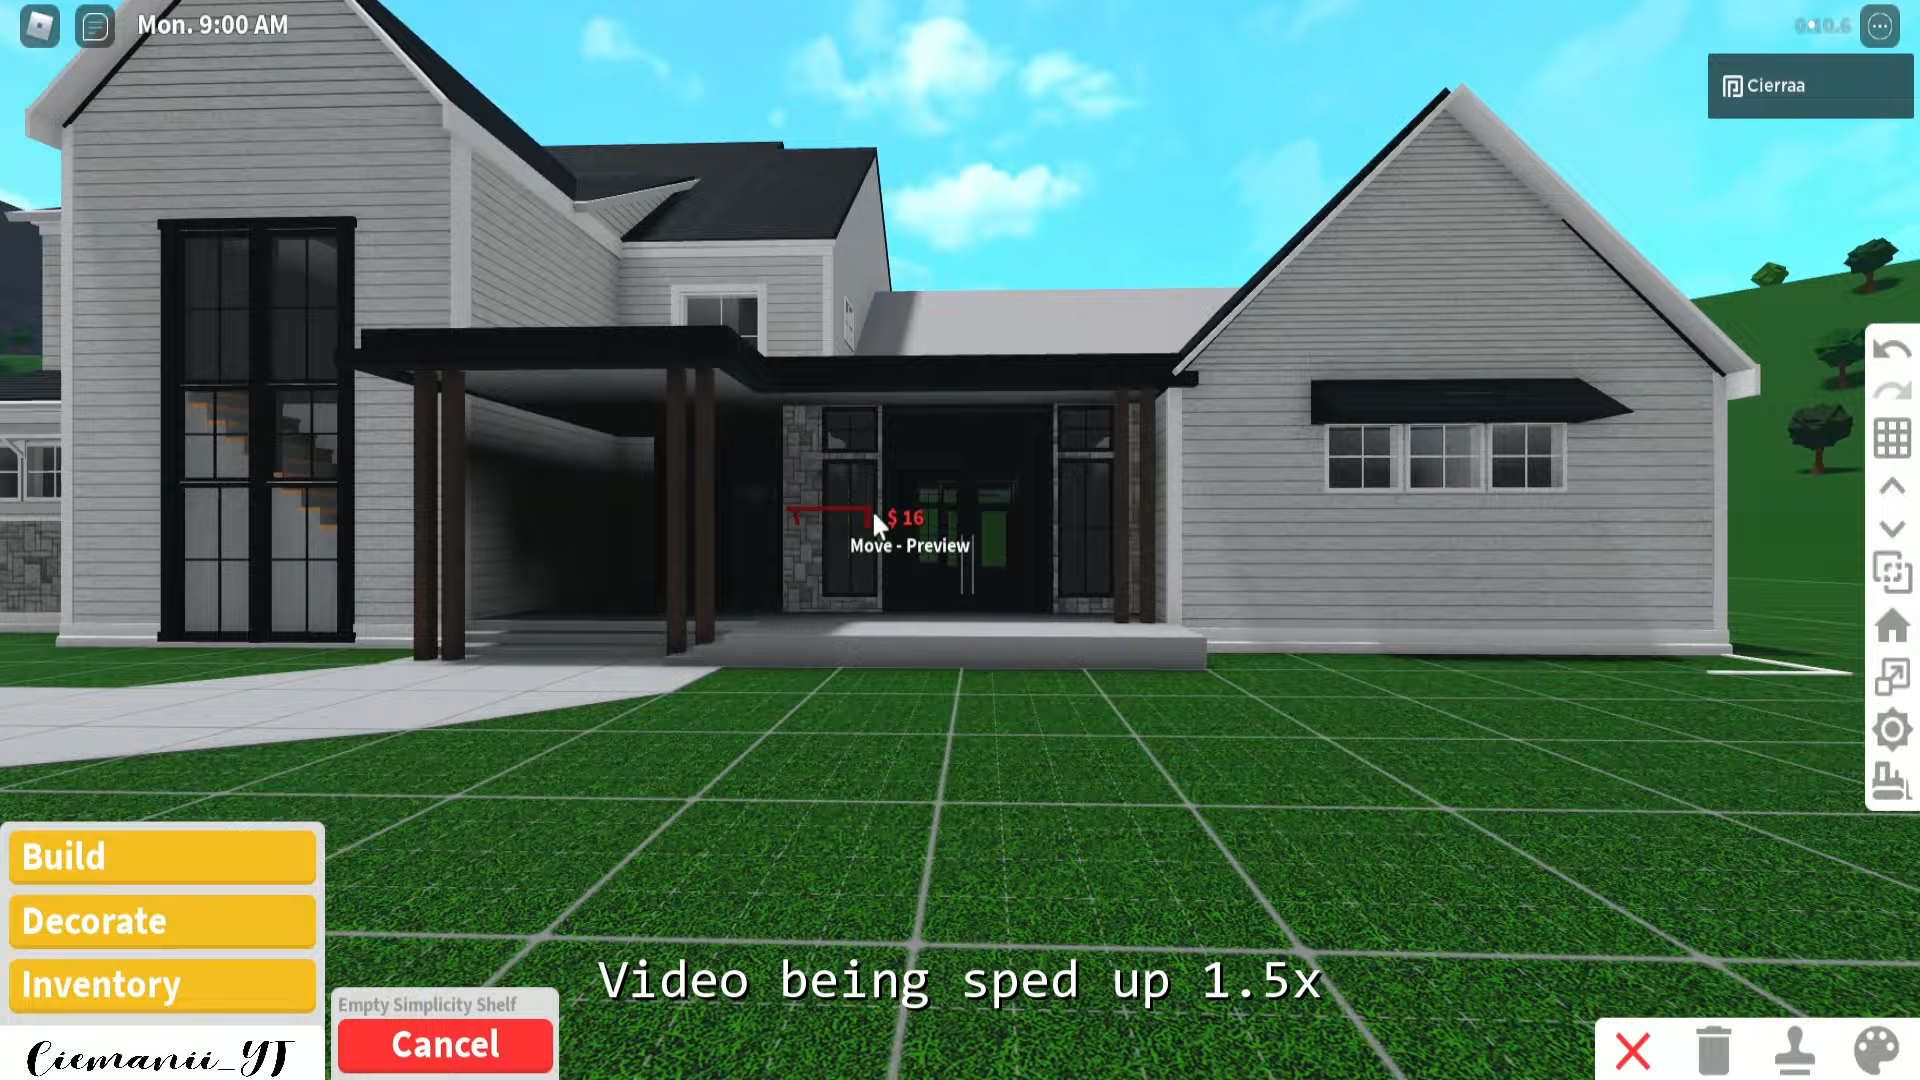 Mon. 9:00 AM
Cierraa
$ 16
Move - Preview
Build
Decorate
Inventory
Video being sped up 1.5x
Empty Simplicity Shelf
Cancel
Ciemanii_YT